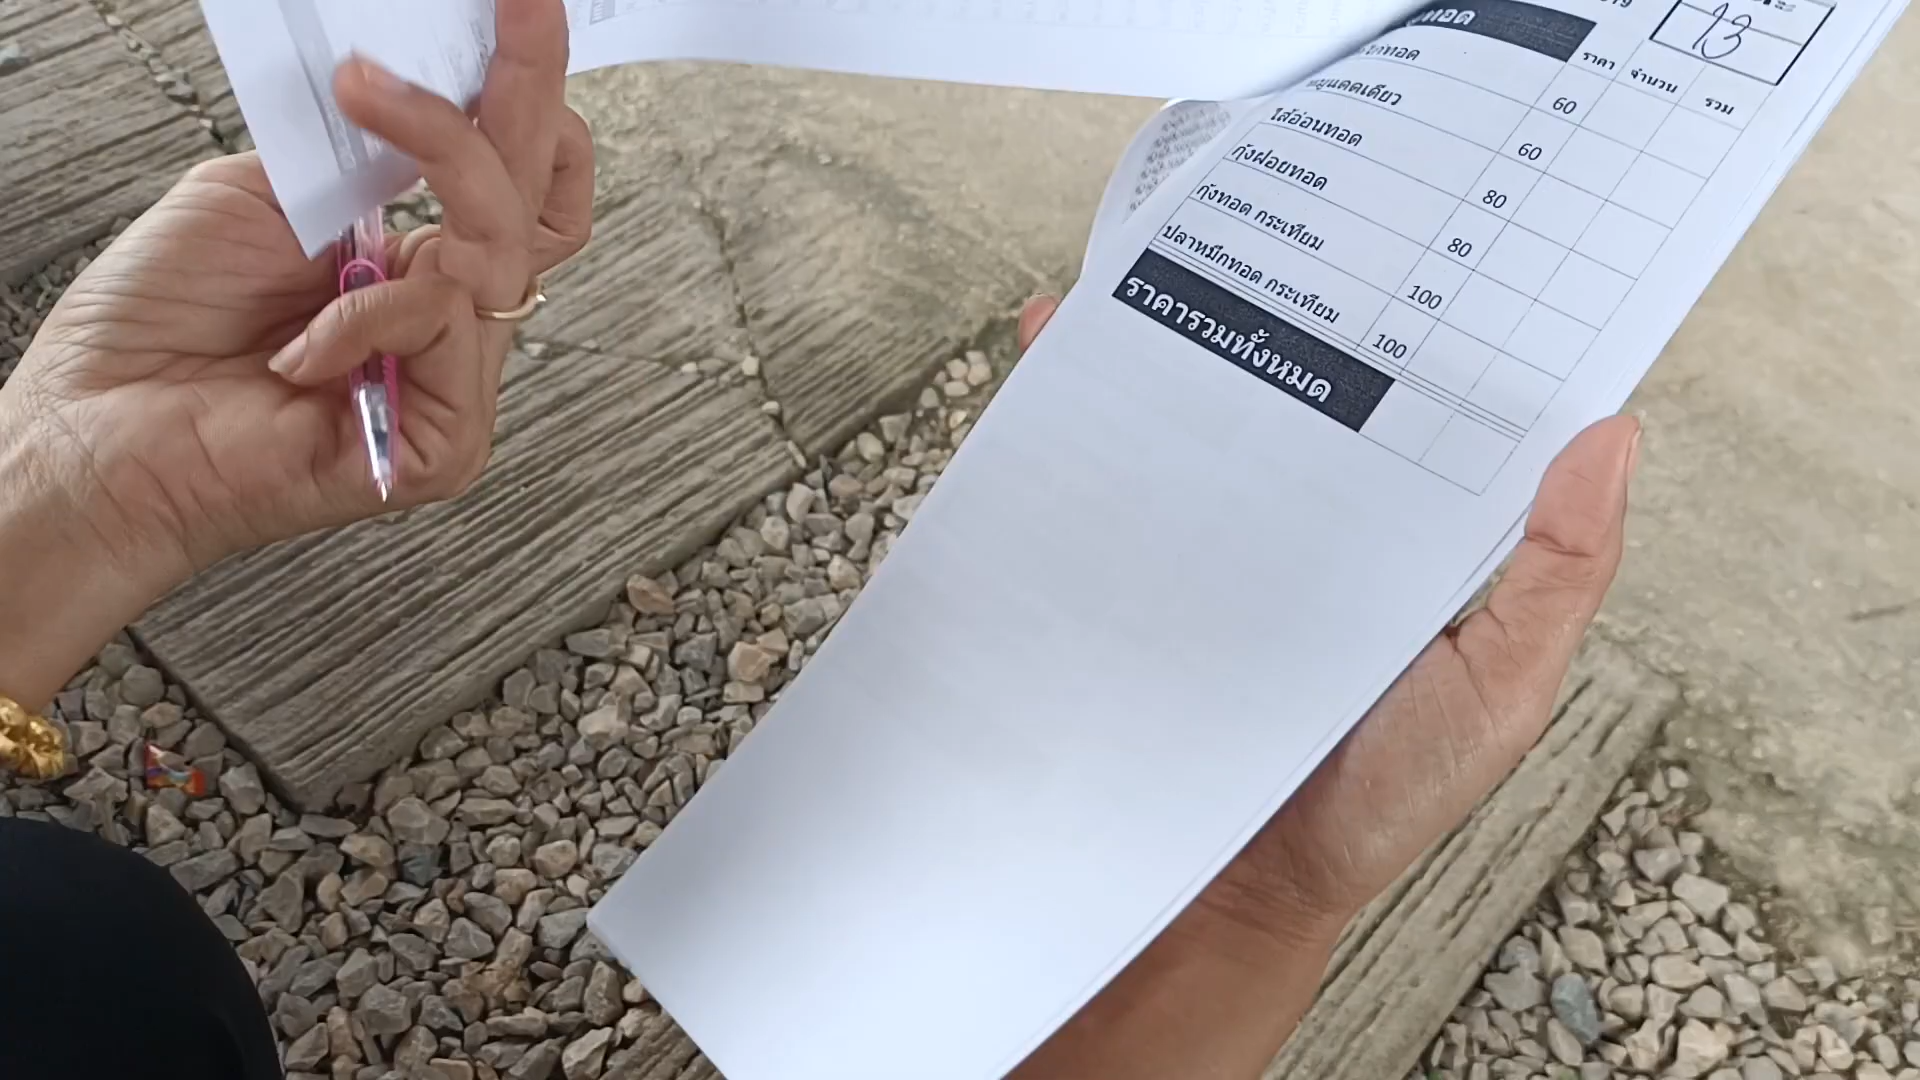 13
ราคา จำนวน รวม
60
หมูแดดเดียว 60
ไส้อ่อนทอด 80
กุ้งฝอยทอด 80
กุ้งทอด กระเทียม 100
ปลาหมึกทอด กระเทียม 100
ราคารวมทั้งหมด